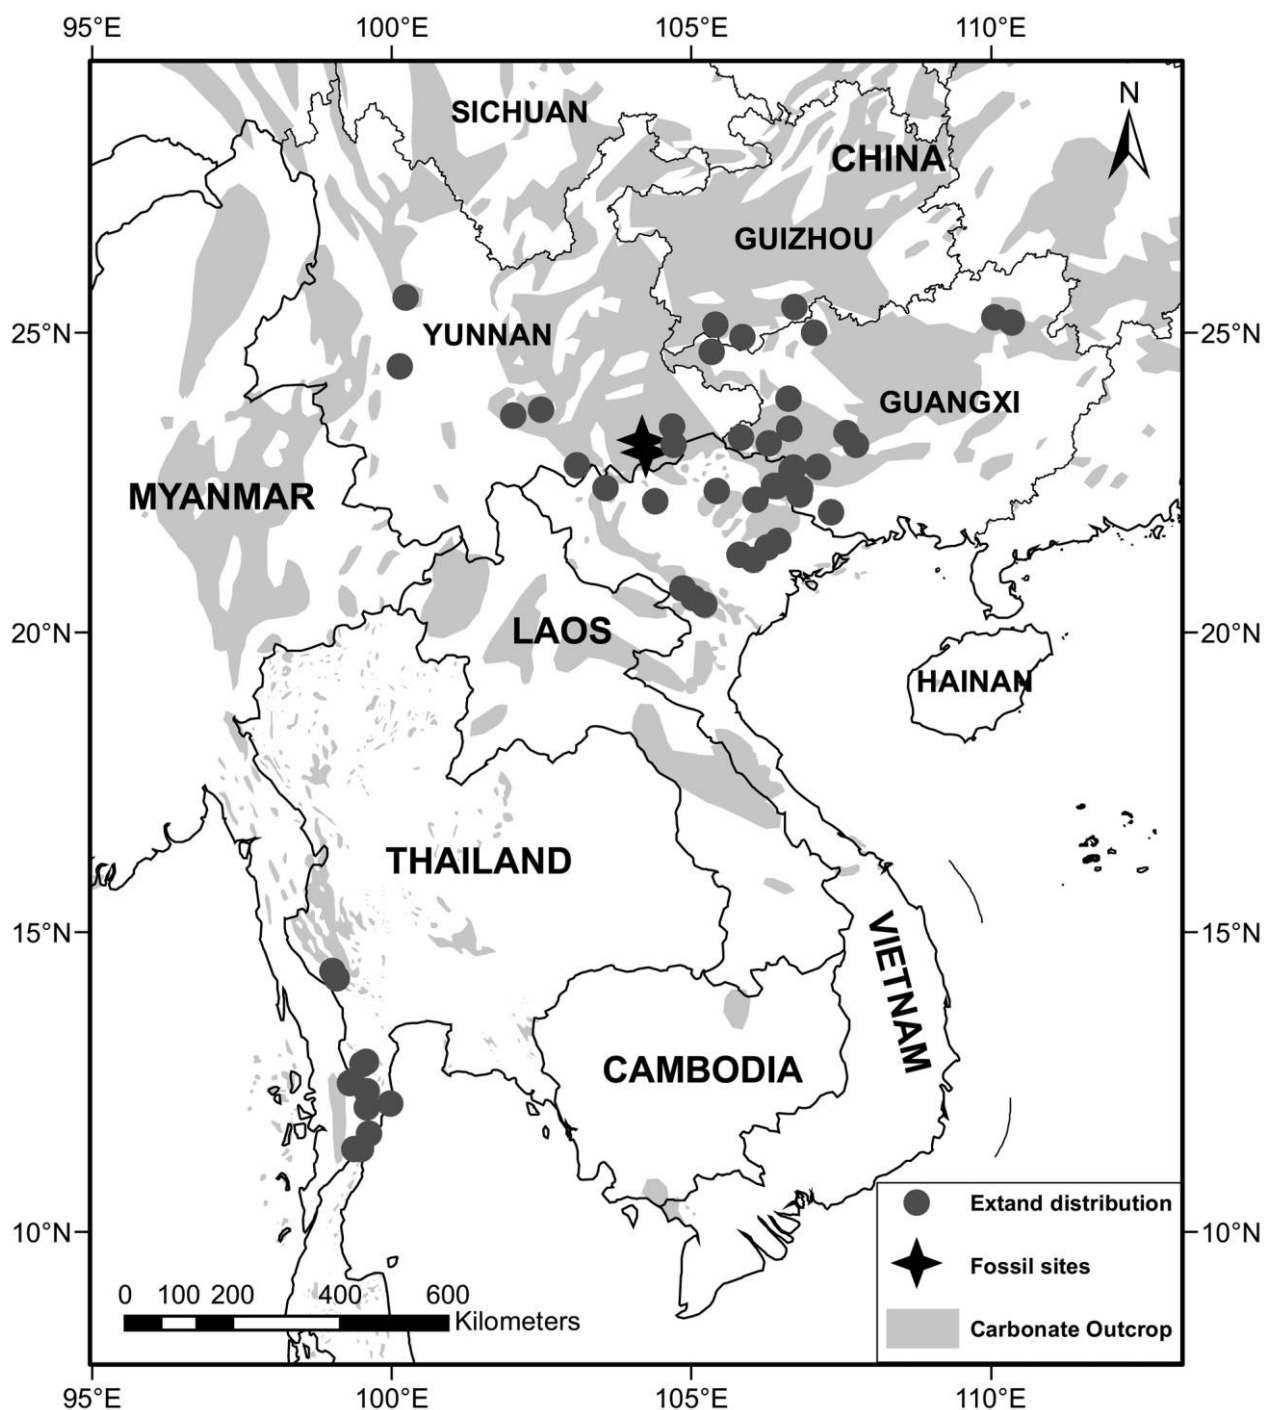 95°E 100°E 105°E 110°E
N
SICHUAN
CHINA
GUIZHOU
25°N YUNNAN 25°N
GUANGXI
MYANMAR
20°N LAOS 20°N
HAINAN
THAILAND
15°N 15°N
VIETNAM
CAMBODIA
Extand distribution
10°N 10°N
Fossil sites
0 100 200 400 600
Kilometers
Carbonate Outcrop
95°E 100°E 105°E 110°E